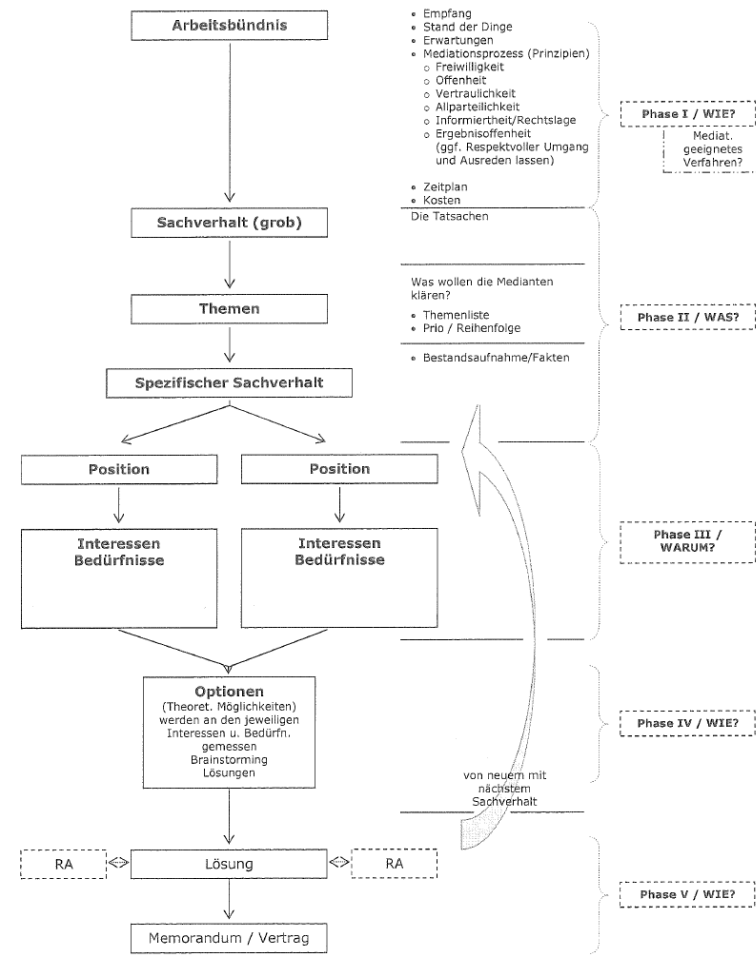 Arbeitsbündnis
• Empfang
• Stand der Dinge
• Erwartungen
• Mediationsprozess (Prinzipien)
o Freiwilligkeit
o Offenheit
o Vertraulichkeit
o Allparteilichkeit
o Informiertheit/Rechtslage
o Ergebnisoffenheit
(ggf. Respektvoller Umgang
und Ausreden lassen)
• Zeitplan
• Kosten
Phase I / WIE?
Mediat.
geeignetes
Verfahren?
Sachverhalt (grob)
Die Tatsachen
Themen
Was wollen die Medianten
klären?
• Themenliste
• Prio / Reihenfolge
Phase II / WAS?
Spezifischer Sachverhalt
• Bestandsaufnahme/Fakten
Position
Position
Interessen
Bedürfnisse
Interessen
Bedürfnisse
Phase III /
WARUM?
Optionen
(Theoret. Möglichkeiten)
werden an den jeweiligen
Interessen u. Bedürfn.
gemessen
Brainstorming
Lösungen
Phase IV / WIE?
von neuem mit
nächstem
Sachverhalt
RA
Lösung
RA
Phase V / WIE?
Memorandum / Vertrag